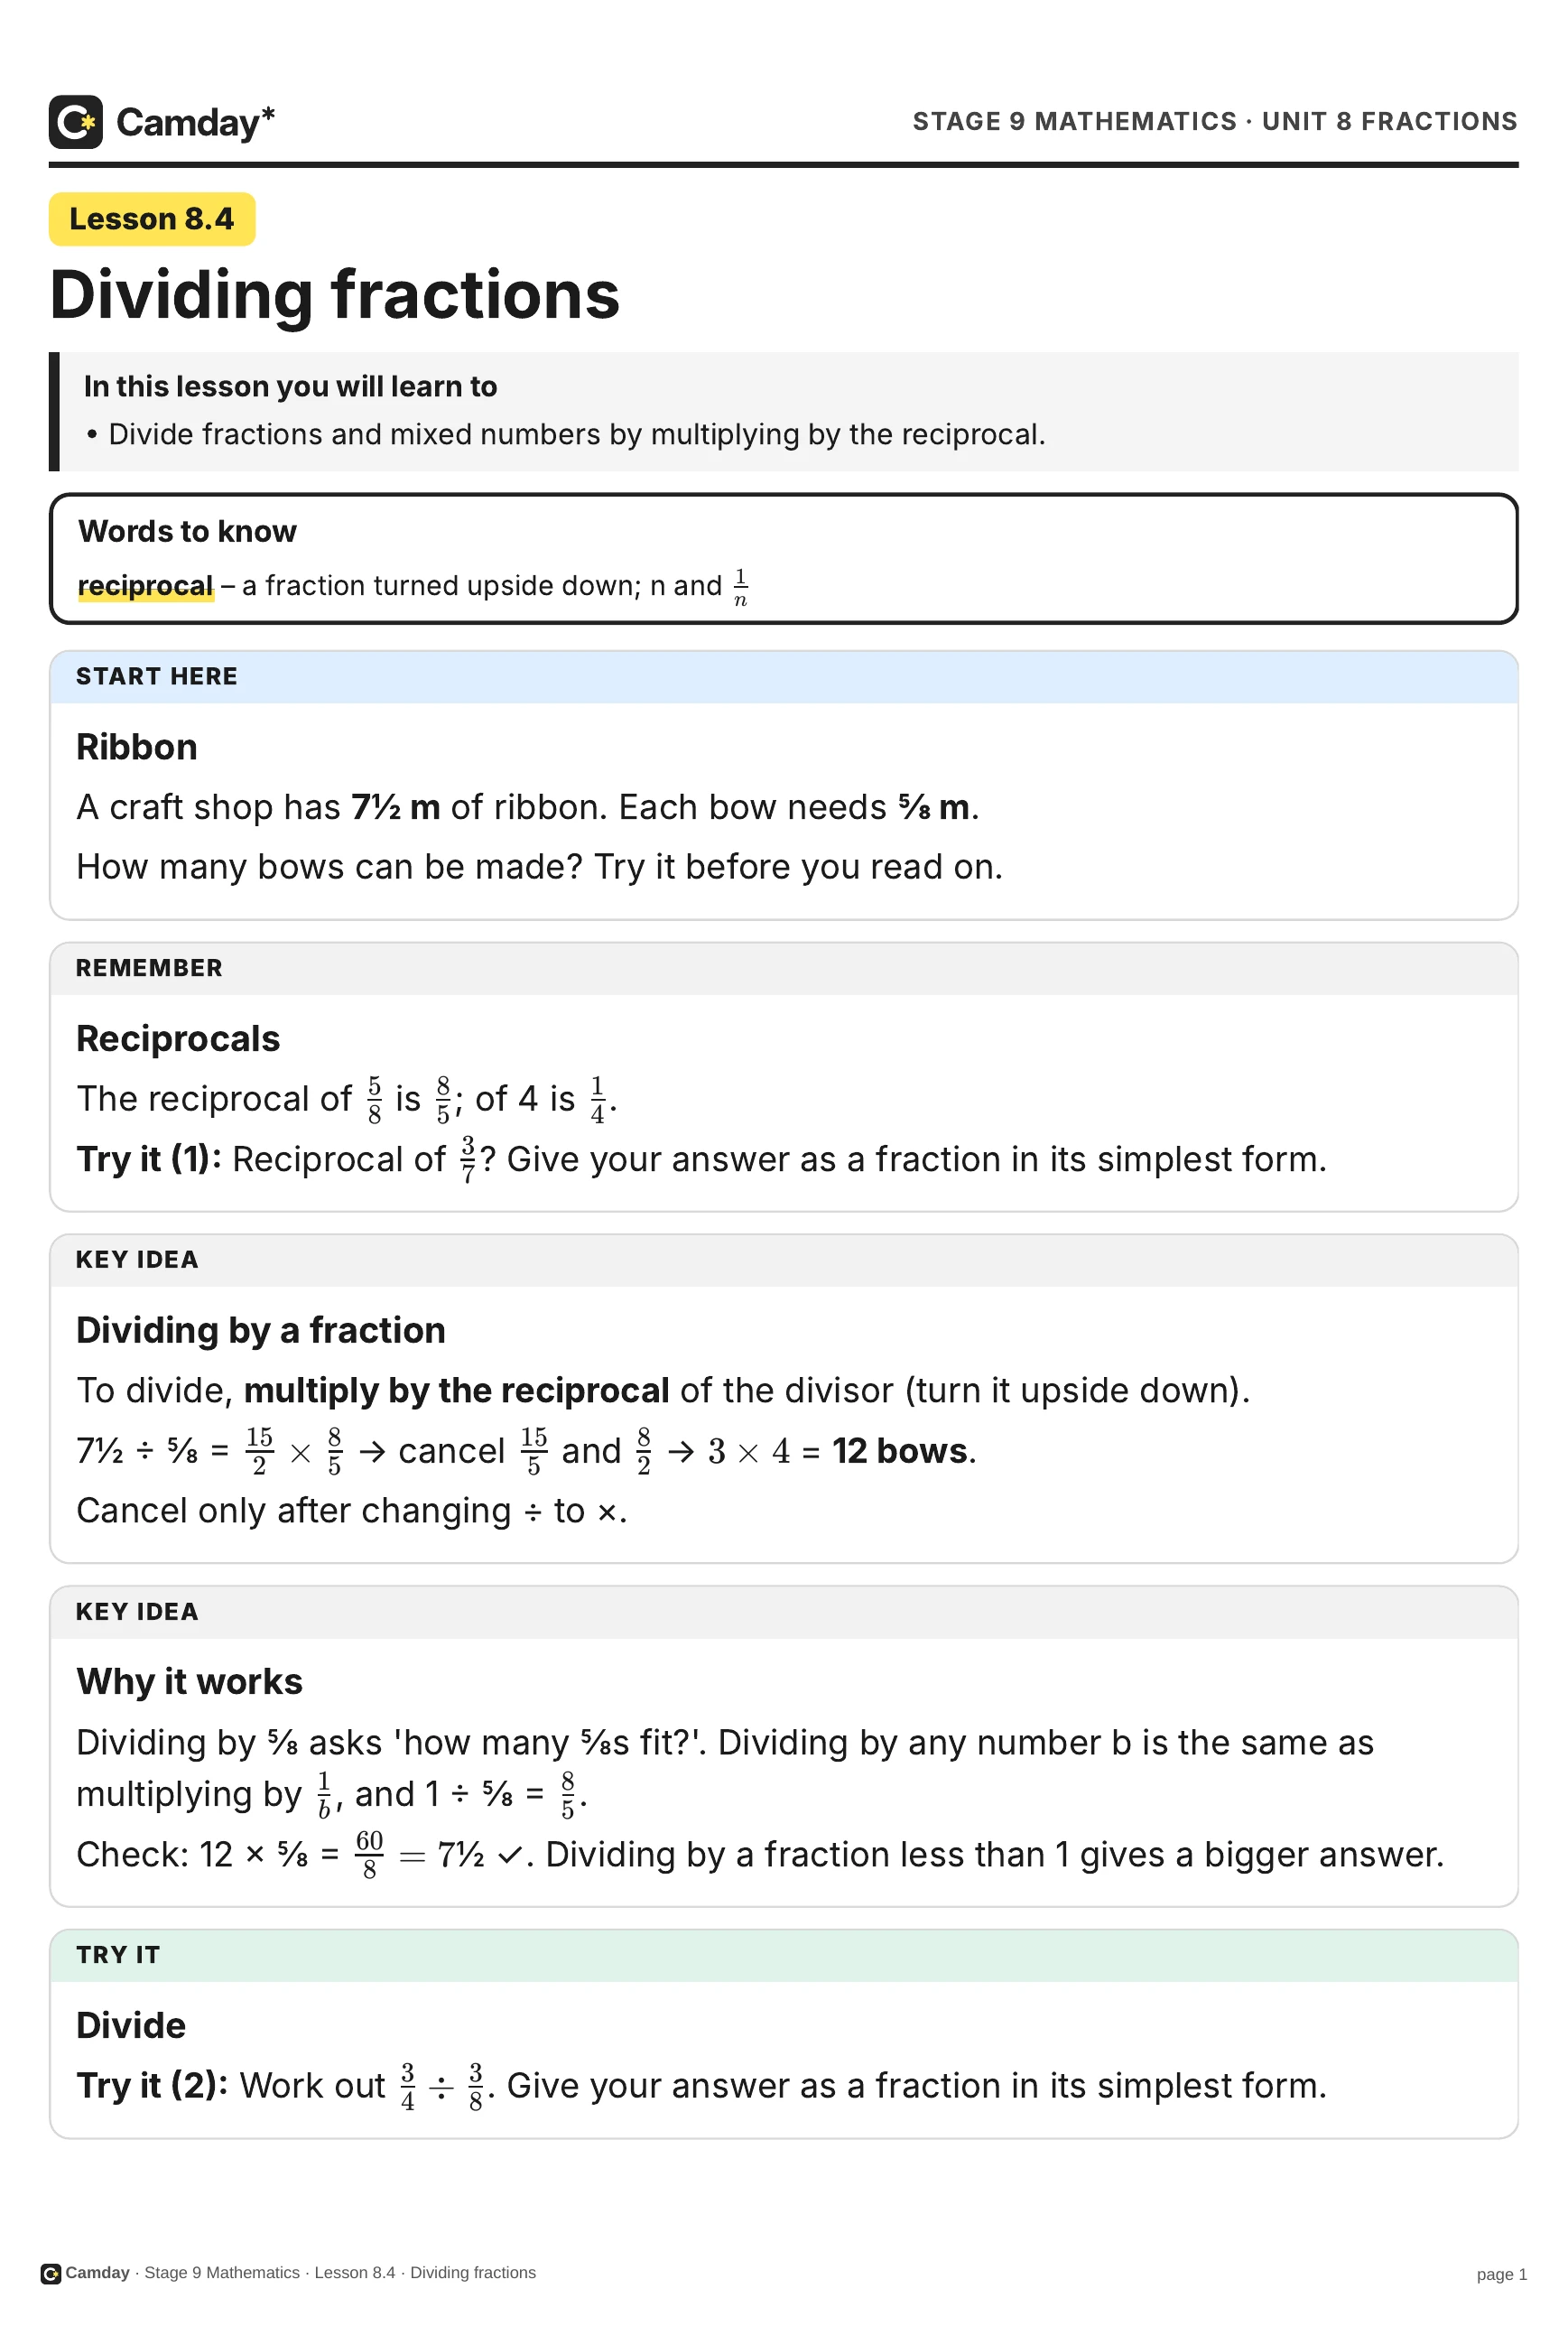 Camday*
STAGE 9 MATHEMATICS · UNIT 8 FRACTIONS
Lesson 8.4
Dividing fractions
In this lesson you will learn to
• Divide fractions and mixed numbers by multiplying by the reciprocal.
Words to know
reciprocal – a fraction turned upside down; n and 1/n
START HERE
Ribbon
A craft shop has 7½ m of ribbon. Each bow needs ⅝ m.
How many bows can be made? Try it before you read on.
REMEMBER
Reciprocals
The reciprocal of 5/8 is 8/5; of 4 is 1/4.
Try it (1): Reciprocal of 3/7? Give your answer as a fraction in its simplest form.
KEY IDEA
Dividing by a fraction
To divide, multiply by the reciprocal of the divisor (turn it upside down).
7½ ÷ ⅝ = 15/2 × 8/5 → cancel 15/5 and 8/2 → 3 × 4 = 12 bows.
Cancel only after changing ÷ to ×.
KEY IDEA
Why it works
Dividing by ⅝ asks 'how many ⅝s fit?'. Dividing by any number b is the same as
multiplying by 1/b, and 1 ÷ ⅝ = 8/5.
Check: 12 × ⅝ = 60/8 = 7½ ✓. Dividing by a fraction less than 1 gives a bigger answer.
TRY IT
Divide
Try it (2): Work out 3/4 ÷ 3/8. Give your answer as a fraction in its simplest form.
Camday · Stage 9 Mathematics · Lesson 8.4 · Dividing fractions
page 1